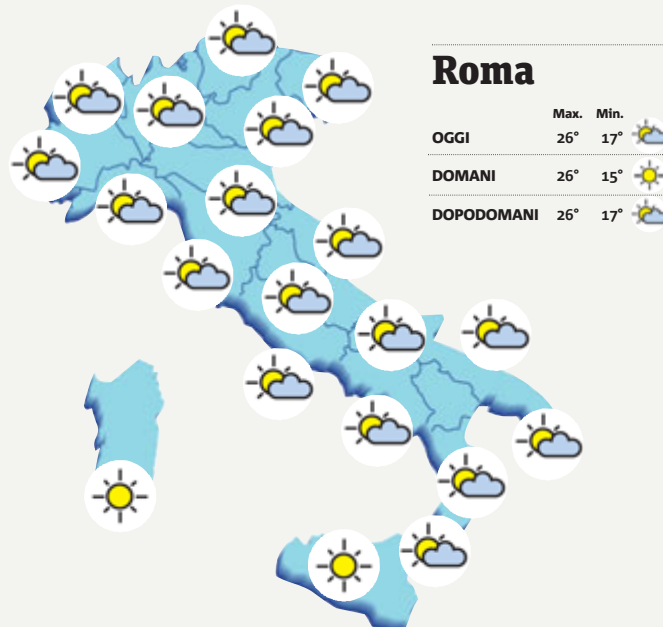 Roma
Max. Min.
OGGI 26° 17°
DOMANI 26° 15°
DOPODOMANI 26° 17°